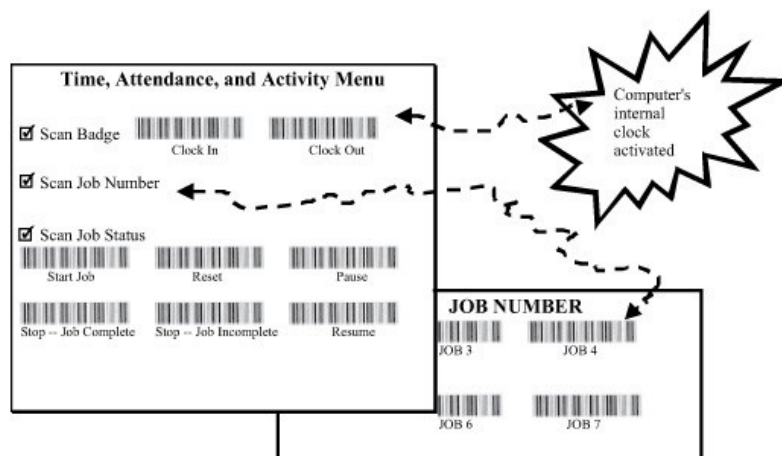 Time, Attendance, and Activity Menu
Scan Badge
Clock In
Clock Out
Scan Job Number
Scan Job Status
Start Job
Reset
Pause
Stop -- Job Complete
Stop -- Job Incomplete
Resume
Computer's
internal
clock
activated
JOB NUMBER
JOB 3
JOB 4
JOB 6
JOB 7